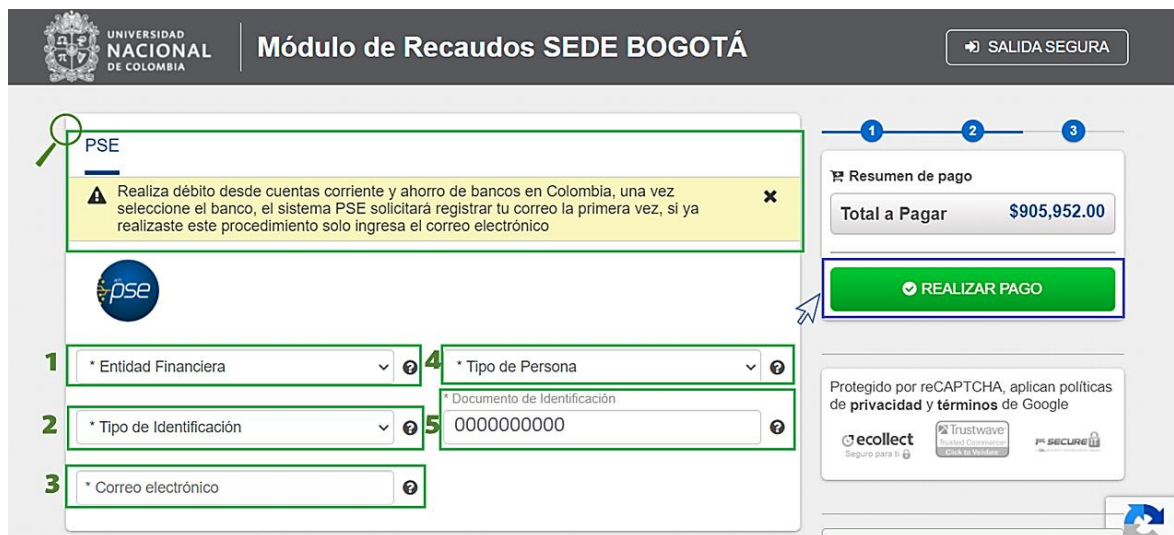 UNIVERSIDAD
NACIONAL
DE COLOMBIA
Módulo de Recaudos SEDE BOGOTÁ
SALIDA SEGURA
PSE
Realiza débito desde cuentas corriente y ahorro de bancos en Colombia, una vez
seleccione el banco, el sistema PSE solicitará registrar tu correo la primera vez, si ya
realizaste este procedimiento solo ingresa el correo electrónico
pse
1 * Entidad Financiera
4 * Tipo de Persona
2 * Tipo de Identificación
5 * Documento de Identificación
0000000000
3 * Correo electrónico
1 2 3
Resumen de pago
Total a Pagar $905,952.00
REALIZAR PAGO
Protegido por reCAPTCHA, aplican políticas
de privacidad y términos de Google
ecollect
Seguro para ti
Trustwave
Trusted Commerce
Click to Validate
SECURE